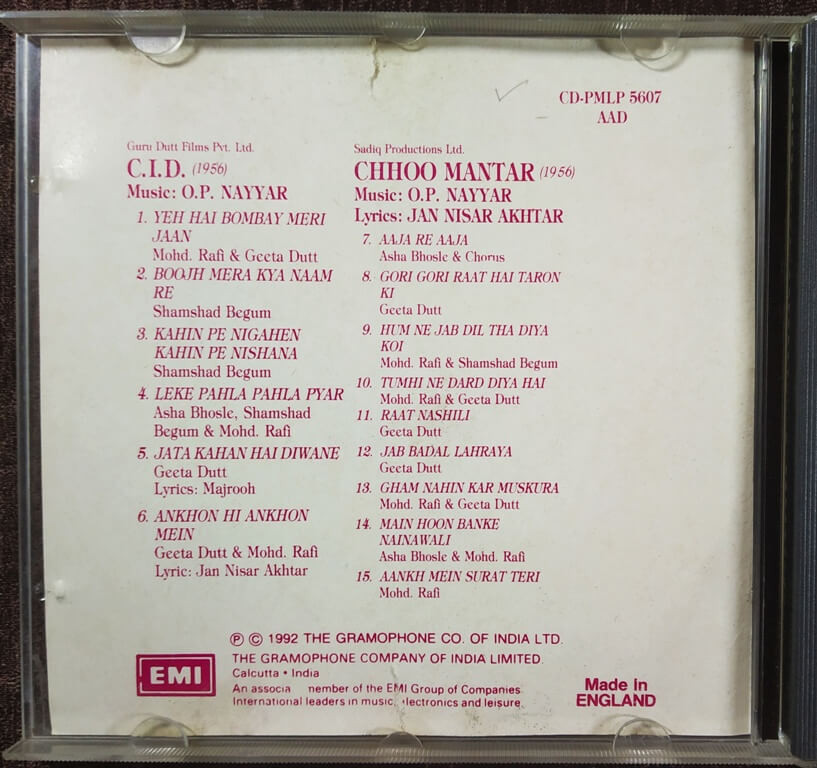 CD-PMLP 5607
AAD
Guru Dutt Films Pvt. Ltd.
C.I.D. (1956)
Music: O.P. NAYYAR
1. YEH HAI BOMBAY MERI
JAAN
Mohd. Rafi & Geeta Dutt
2. BOOJH MERA KYA NAAM
RE
Shamshad Begum
3. KAHIN PE NIGAHEN
KAHIN PE NISHANA
Shamshad Begum
4. LEKE PAHLA PAHLA PYAR
Asha Bhosle, Shamshad
Begum & Mohd. Rafi
5. JATA KAHAN HAI DIWANE
Geeta Dutt
Lyrics: Majrooh
6. ANKHON HI ANKHON
MEIN
Geeta Dutt & Mohd. Rafi
Lyric: Jan Nisar Akhtar
Sadiq Productions Ltd.
CHHOO MANTAR (1956)
Music: O.P. NAYYAR
Lyrics: JAN NISAR AKHTAR
7. AAJA RE AAJA
Asha Bhosle & Chorus
8. GORI GORI RAAT HAI TARON
KI
Geeta Dutt
9. HUM NE JAB DIL THA DIYA
KOI
Mohd. Rafi & Shamshad Begum
10. TUMHI NE DARD DIYA HAI
Mohd. Rafi & Geeta Dutt
11. RAAT NASHILI
Geeta Dutt
12. JAB BADAL LAHRAYA
Geeta Dutt
13. GHAM NAHIN KAR MUSKURA
Mohd. Rafi & Geeta Dutt
14. MAIN HOON BANKE
NAINAWALI
Asha Bhosle & Mohd. Rafi
15. AANKH MEIN SURAT TERI
Mohd. Rafi
Ⓟ © 1992 THE GRAMOPHONE CO. OF INDIA LTD.
EMI
THE GRAMOPHONE COMPANY OF INDIA LIMITED.
Calcutta • India
An associa member of the EMI Group of Companies
International leaders in music, electronics and leisure.
Made in
ENGLAND